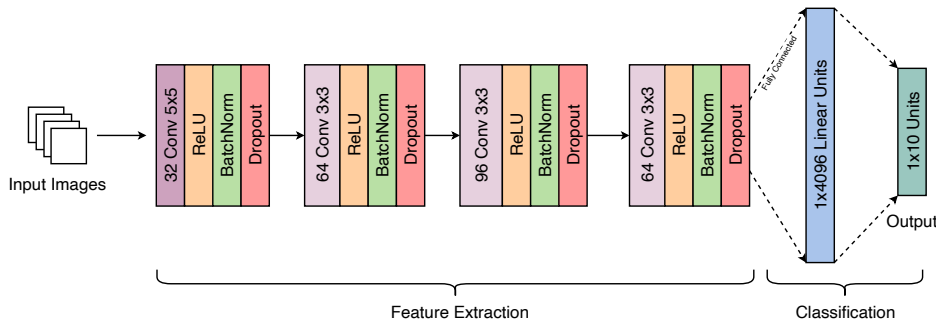 Input Images
32 Conv 5x5
ReLU
BatchNorm
Dropout
64 Conv 3x3
ReLU
BatchNorm
Dropout
96 Conv 3x3
ReLU
BatchNorm
Dropout
64 Conv 3x3
ReLU
BatchNorm
Dropout
Fully Connected
1x4096 Linear Units
1x10 Units
Output
Feature Extraction
Classification